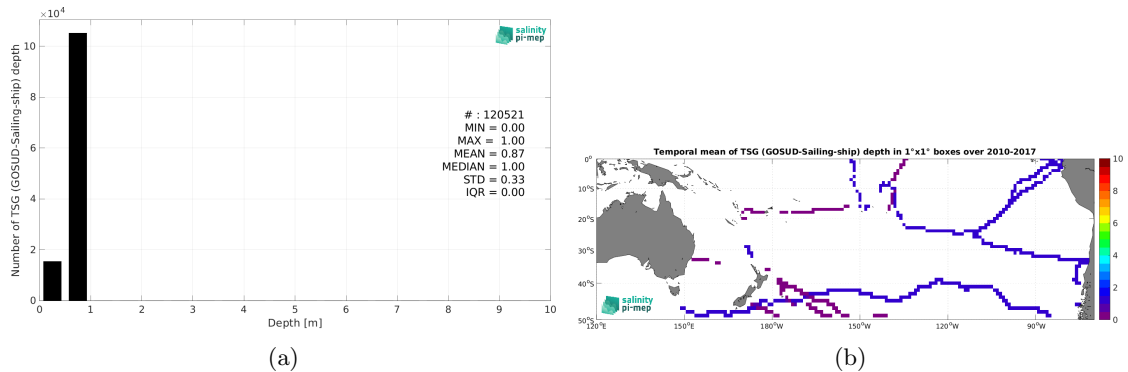 ×10⁴
10
8
6
4
2
0
Number of TSG (GOSUD-Sailing-ship) depth
salinity
pi-mep
# : 120521
MIN = 0.00
MAX = 1.00
MEAN = 0.87
MEDIAN = 1.00
STD = 0.33
IQR = 0.00
0 1 2 3 4 5 6 7 8 9 10
Depth [m]
(a)
Temporal mean of TSG (GOSUD-Sailing-ship) depth in 1°x1° boxes over 2010-2017
0°
10°S
20°S
30°S
40°S
50°S
salinity
pi-mep
120°E 150°E 180°W 150°W 120°W 90°W
10
8
6
4
2
0
(b)